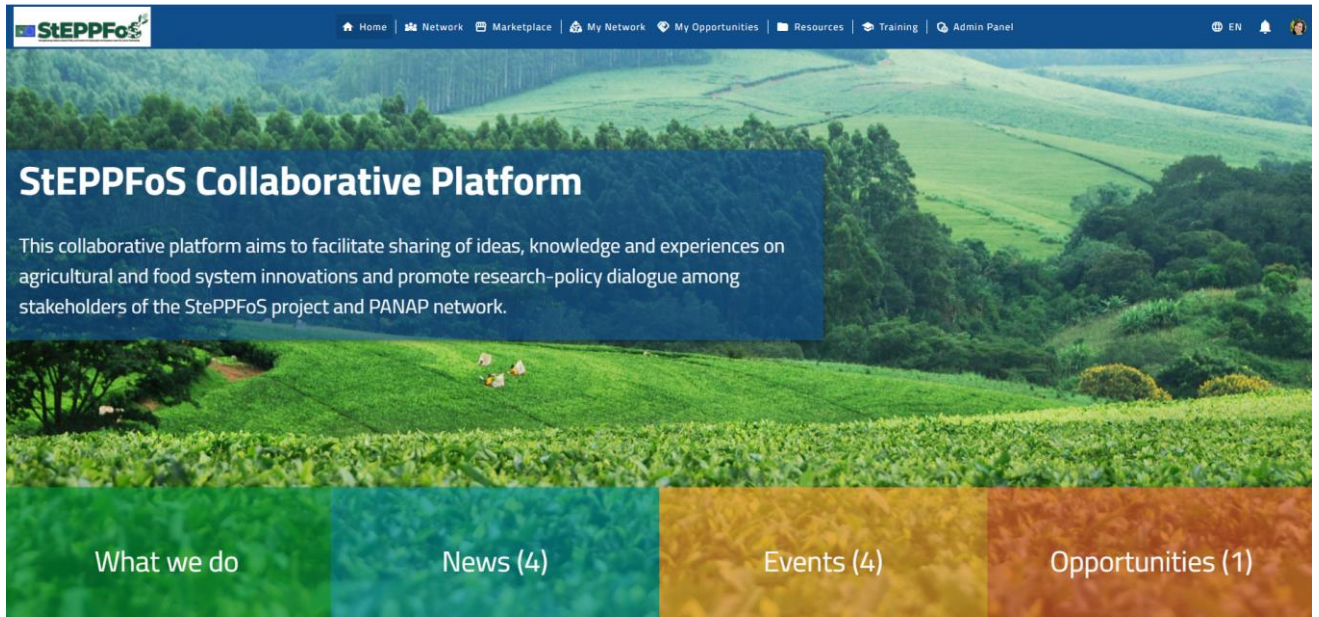 StEPPFoS
Home
Network
Marketplace
My Network
My Opportunities
Resources
Training
Admin Panel
EN
StEPPFoS Collaborative Platform
This collaborative platform aims to facilitate sharing of ideas, knowledge and experiences on
agricultural and food system innovations and promote research-policy dialogue among
stakeholders of the StePPFoS project and PANAP network.
What we do
News (4)
Events (4)
Opportunities (1)